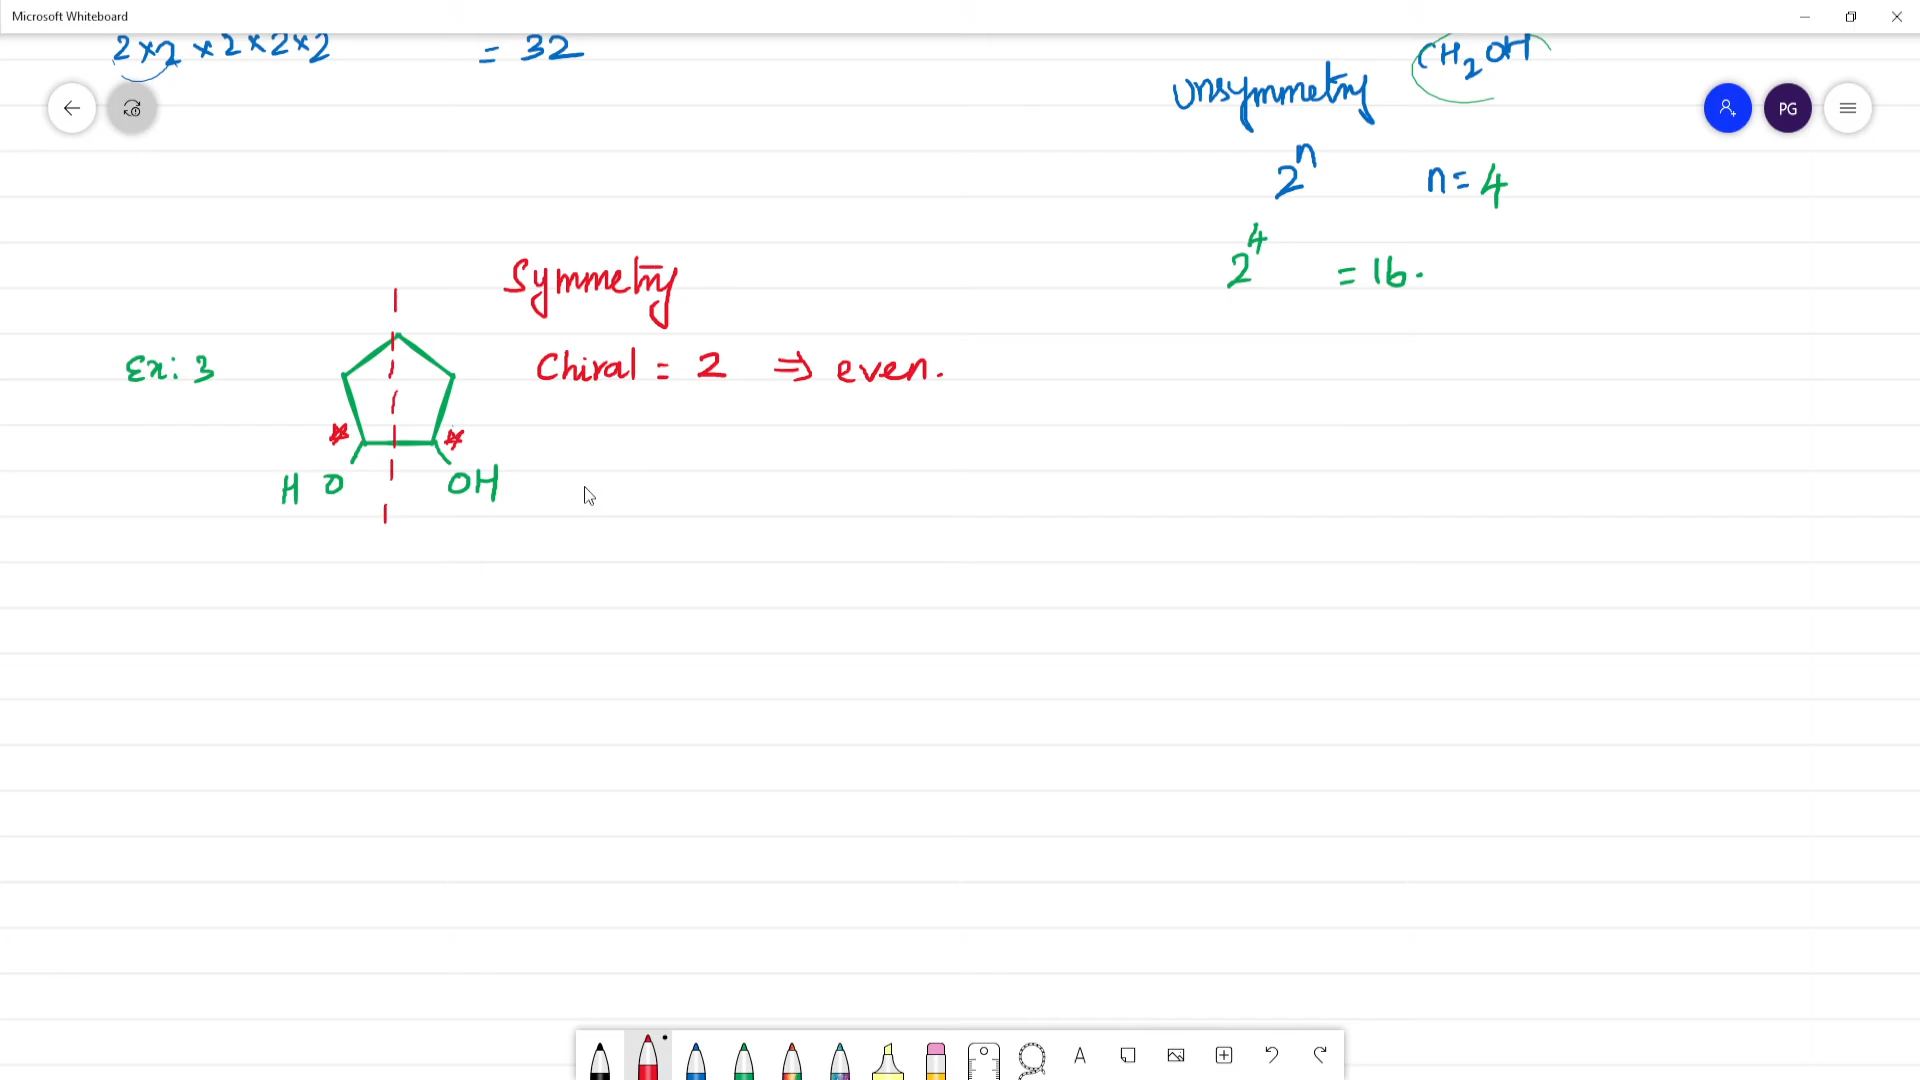 Microsoft Whiteboard
2×2×2×2×2 = 32
CH2OH
Unsymmetry
PG
2^n n = 4
2^4 = 16.
Symmetry
Ex: 3
Chiral = 2 ⇒ even.
HO OH
A